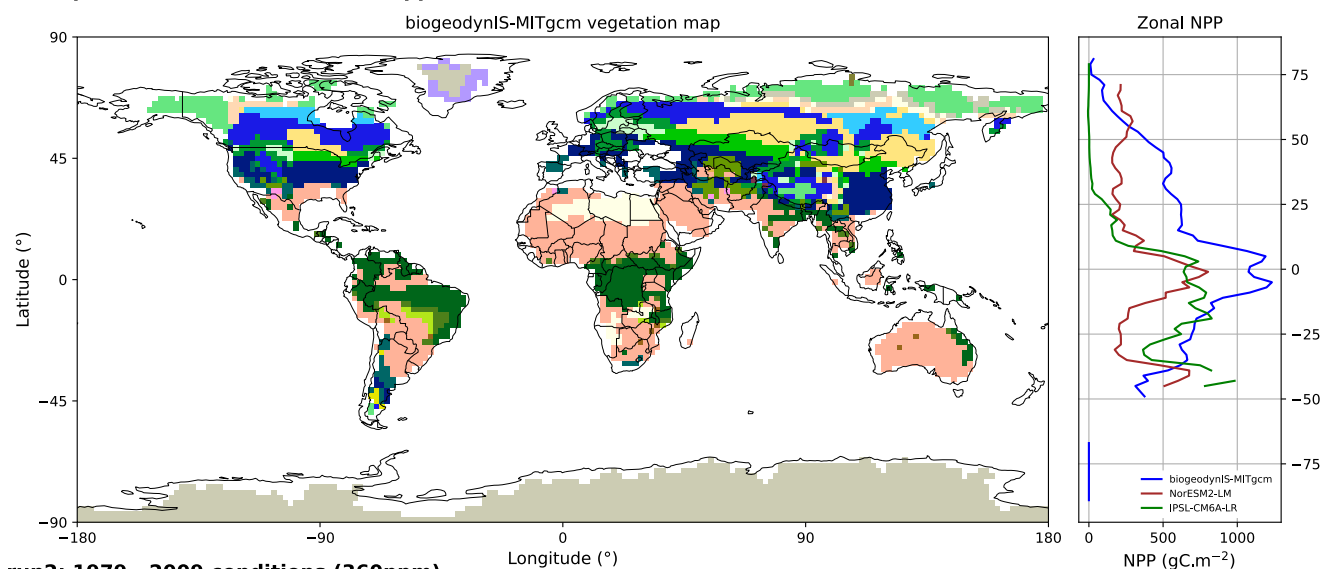 biogeodynIS-MITgcm vegetation map
Zonal NPP
90
45
0
−45
−90
Latitude (°)
−180
−90
0
90
180
Longitude (°)
75
50
25
0
−25
−50
−75
biogeodynIS-MITgcm
NorESM2-LM
IPSL-CM6A-LR
0
500
1000
NPP (gC.m⁻²)